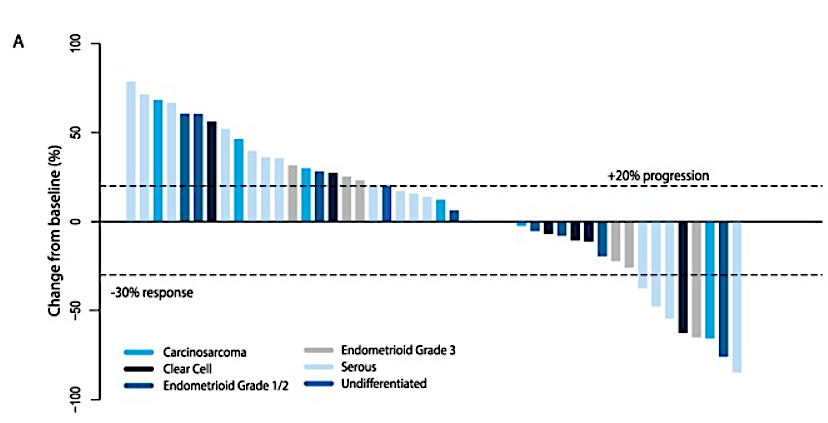 A
100
50
0
-50
-100
Change from baseline (%)
+20% progression
-30% response
Carcinosarcoma
Clear Cell
Endometrioid Grade 1/2
Endometrioid Grade 3
Serous
Undifferentiated